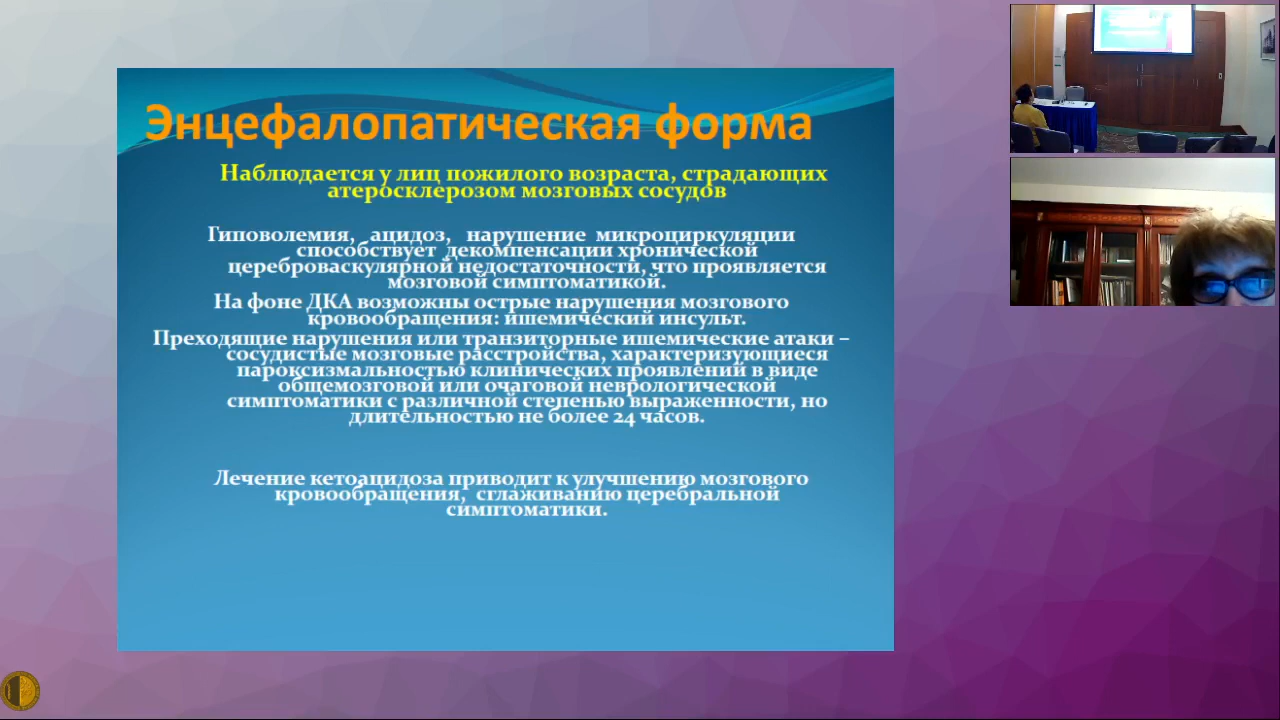 Энцефалопатическая форма
Наблюдается у лиц пожилого возраста, страдающих
атеросклерозом мозговых сосудов
Гиповолемия, ацидоз, нарушение микроциркуляции
способствует декомпенсации хронической
цереброваскулярной недостаточности, что проявляется
мозговой симптоматикой.
На фоне ДКА возможны острые нарушения мозгового
кровообращения: ишемический инсульт.
Преходящие нарушения или транзиторные ишемические атаки –
сосудистые мозговые расстройства, характеризующиеся
пароксизмальностью клинических проявлений в виде
общемозговой или очаговой неврологической
симптоматики с различной степенью выраженности, но
длительностью не более 24 часов.
Лечение кетоацидоза приводит к улучшению мозгового
кровообращения, сглаживанию церебральной
симптоматики.